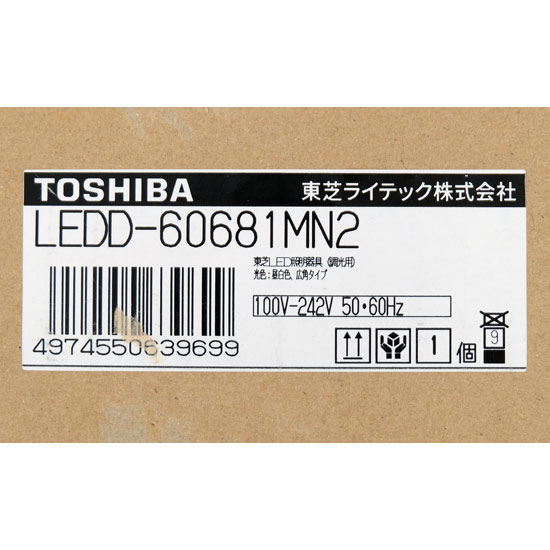 TOSHIBA 東芝ライテック株式会社
LEDD-60681MN2
東芝LED照明器具 (調光用)
光色:昼白色, 広角タイプ
100V-242V 50・60Hz
4974550639699
1 個
9